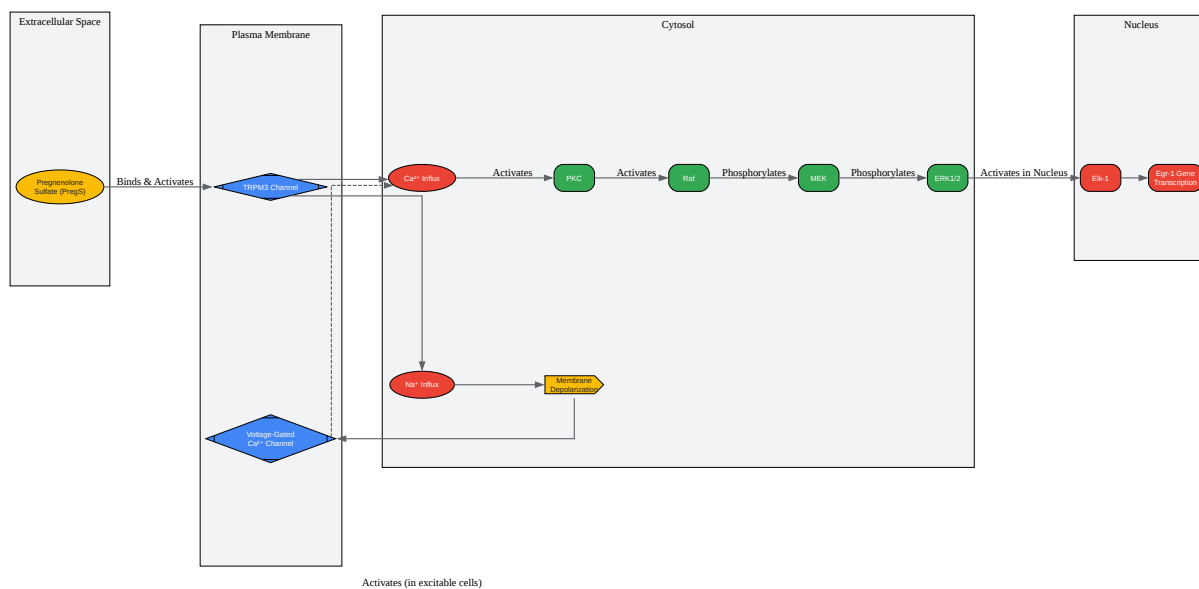 Extracellular Space
Plasma Membrane
Cytosol
Nucleus
Pregnenolone
Sulfate (PregS)
Binds & Activates
TRPM3 Channel
Ca²⁺ Influx
Activates
PKC
Activates
Raf
Phosphorylates
MEK
Phosphorylates
ERK1/2
Activates in Nucleus
Elk-1
Egr-1 Gene
Transcription
Na⁺ Influx
Membrane
Depolarization
Voltage-Gated
Ca²⁺ Channel
Activates (in excitable cells)